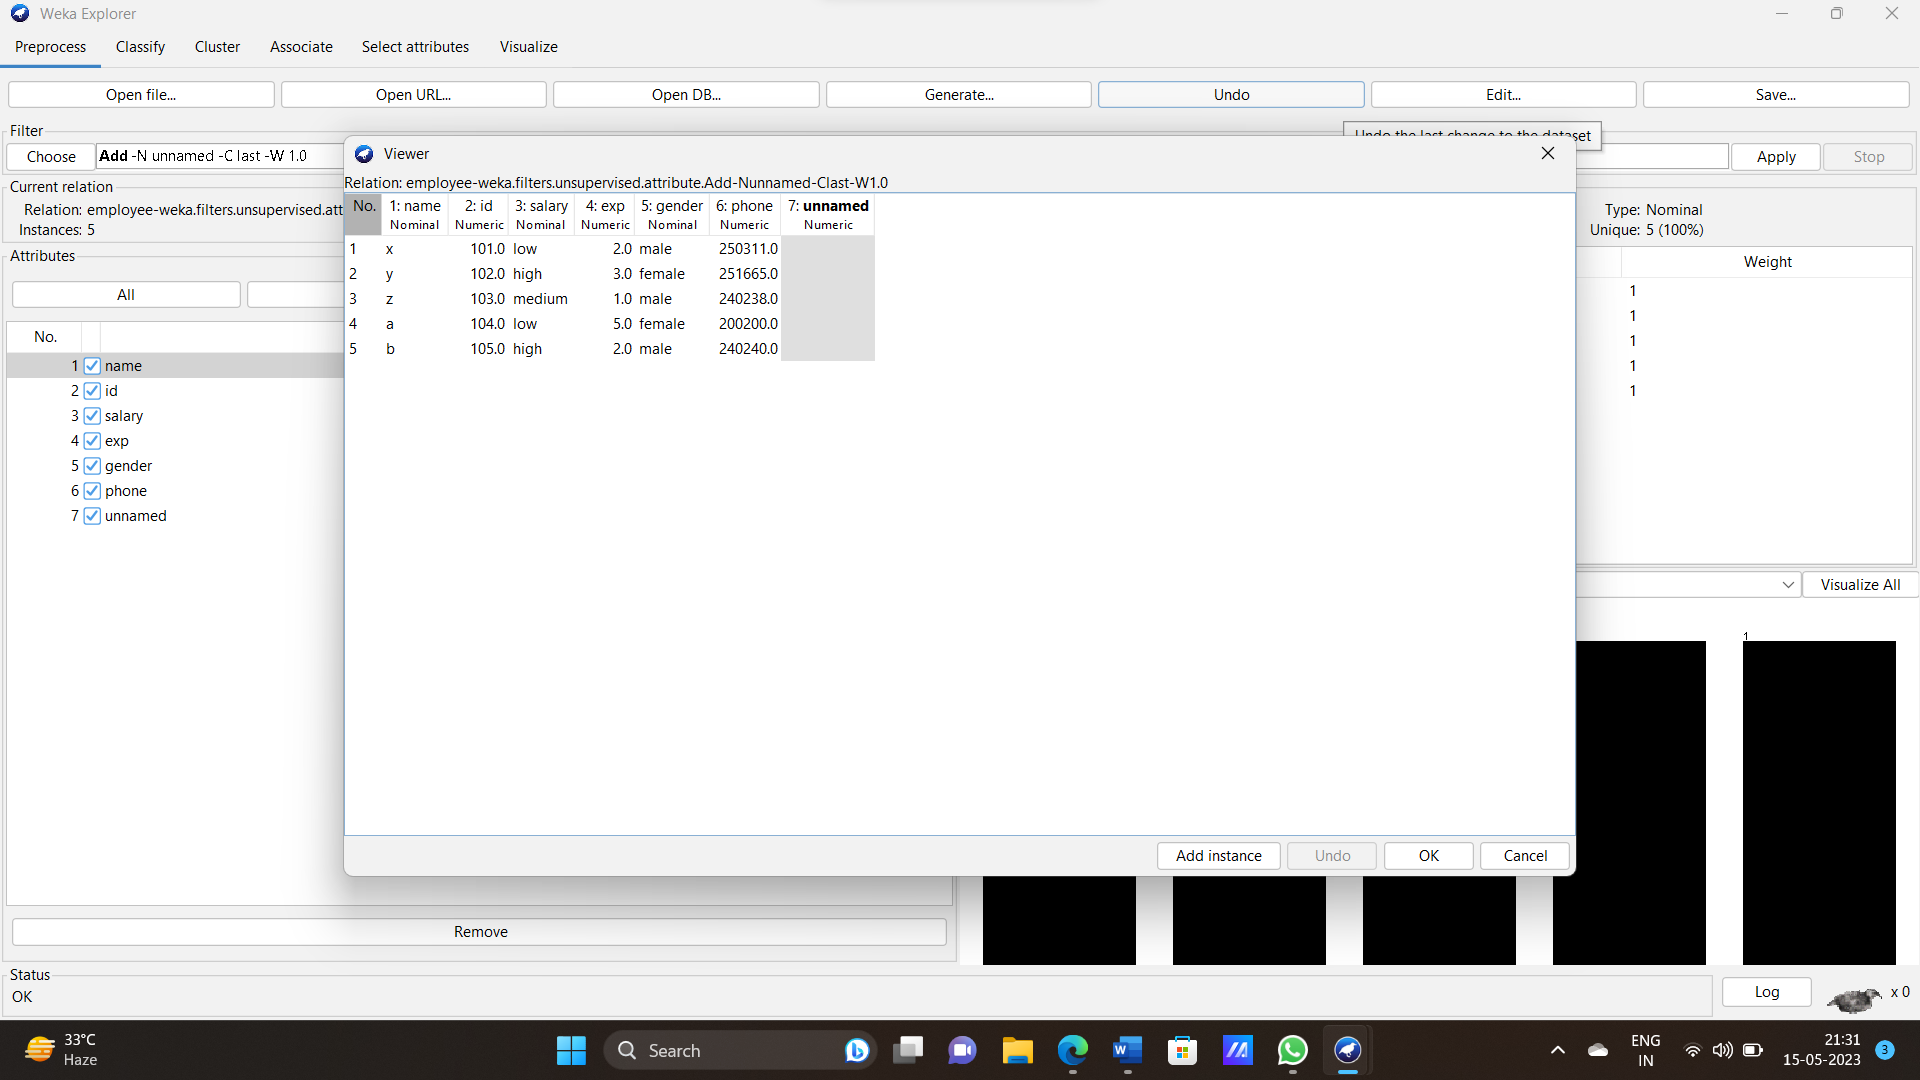 Weka Explorer
Preprocess Classify Cluster Associate Select attributes Visualize
Open file... Open URL... Open DB... Generate... Undo Edit... Save...
Filter
Undo the last change to the dataset
Choose Add -N unnamed -C last -W 1.0 Apply Stop
Viewer
Current relation
Relation: employee-weka.filters.unsupervised.att
Instances: 5
Type: Nominal
Unique: 5 (100%)
Relation: employee-weka.filters.unsupervised.attribute.Add-Nunnamed-Clast-W1.0
No. 1: name 2: id 3: salary 4: exp 5: gender 6: phone 7: unnamed
Nominal Numeric Nominal Numeric Nominal Numeric Numeric
1 x 101.0 low 2.0 male 250311.0
2 y 102.0 high 3.0 female 251665.0
3 z 103.0 medium 1.0 male 240238.0
4 a 104.0 low 5.0 female 200200.0
5 b 105.0 high 2.0 male 240240.0
Attributes
All
No.
1 name
2 id
3 salary
4 exp
5 gender
6 phone
7 unnamed
Weight
1
1
1
1
1
Visualize All
1
Add instance Undo OK Cancel
Remove
Status
OK
Log x 0
33°C
Haze
Search
ENG
IN
21:31
15-05-2023
3